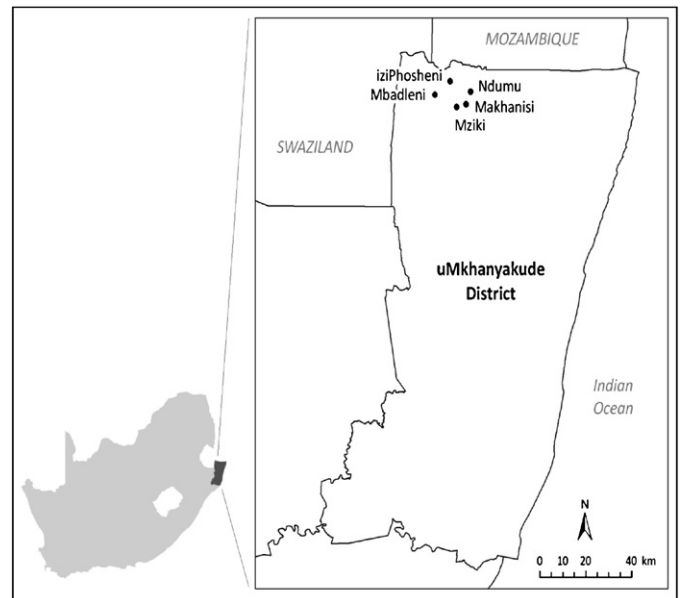 MOZAMBIQUE
iziPhosheni
Ndumu
Mbadleni
Makhanisi
Mziki
SWAZILAND
uMkhanyakude
District
Indian
Ocean
N
0 10 20 40 km